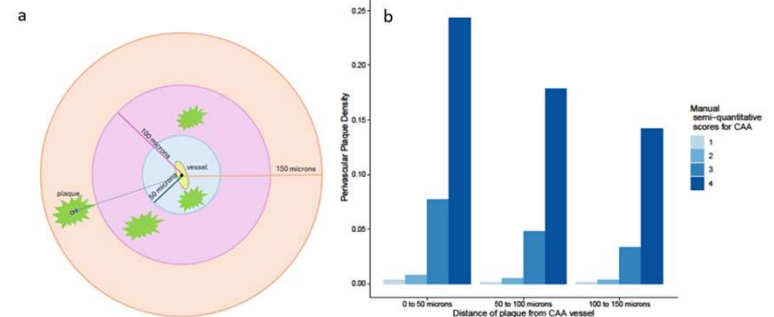 a
100 microns
vessel
50 microns
150 microns
plaque
b
Perivascular Plaque Density
0.25
0.20
0.15
0.10
0.05
0.00
0 to 50 microns
50 to 100 microns
100 to 150 microns
Distance of plaque from CAA vessel
Manual
semi-quantitative
scores for CAA
1
2
3
4